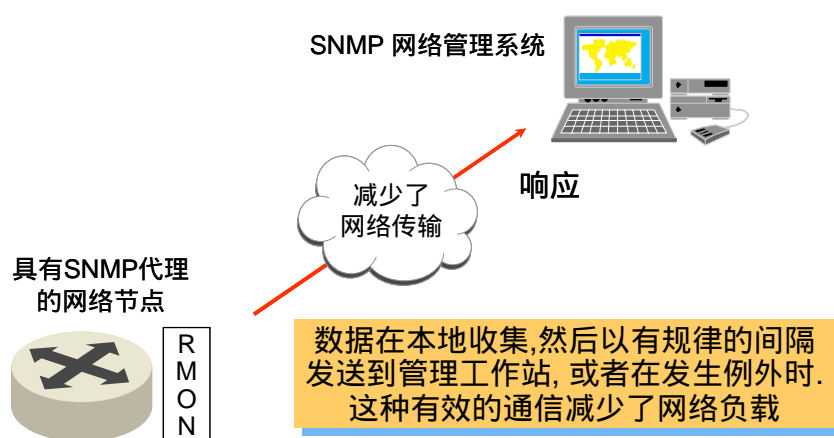 SNMP 网络管理系统
减少了
网络传输
响应
具有SNMP代理
的网络节点
R
M
O
N
数据在本地收集,然后以有规律的间隔
发送到管理工作站, 或者在发生例外时.
这种有效的通信减少了网络负载